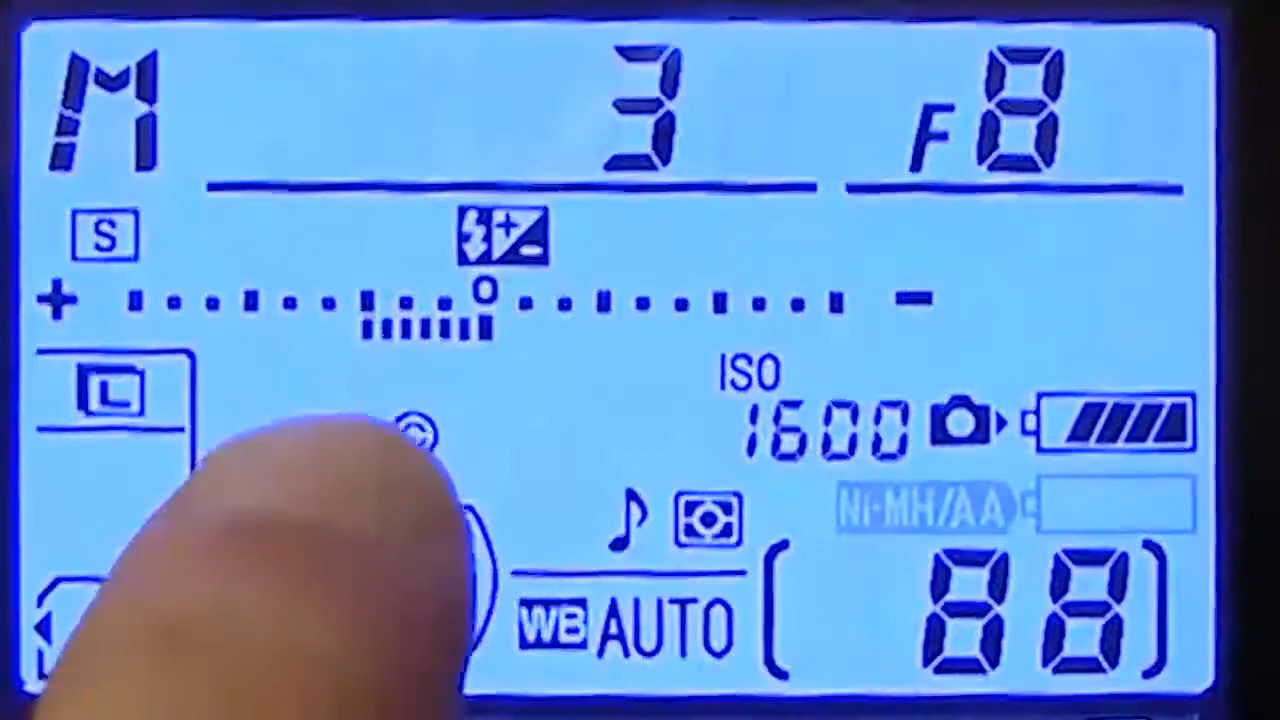 M 3 F8
S
+ 0 -
L
ISO
1600
©
Ni-MH/AA
WB AUTO [ 88 ]